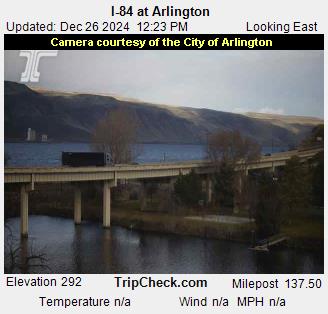 I-84 at Arlington
Updated: Dec 26 2024 12:23 PM Looking East
Camera courtesy of the City of Arlington
Elevation 292 TripCheck.com Milepost 137.50
Temperature n/a Wind n/a MPH n/a